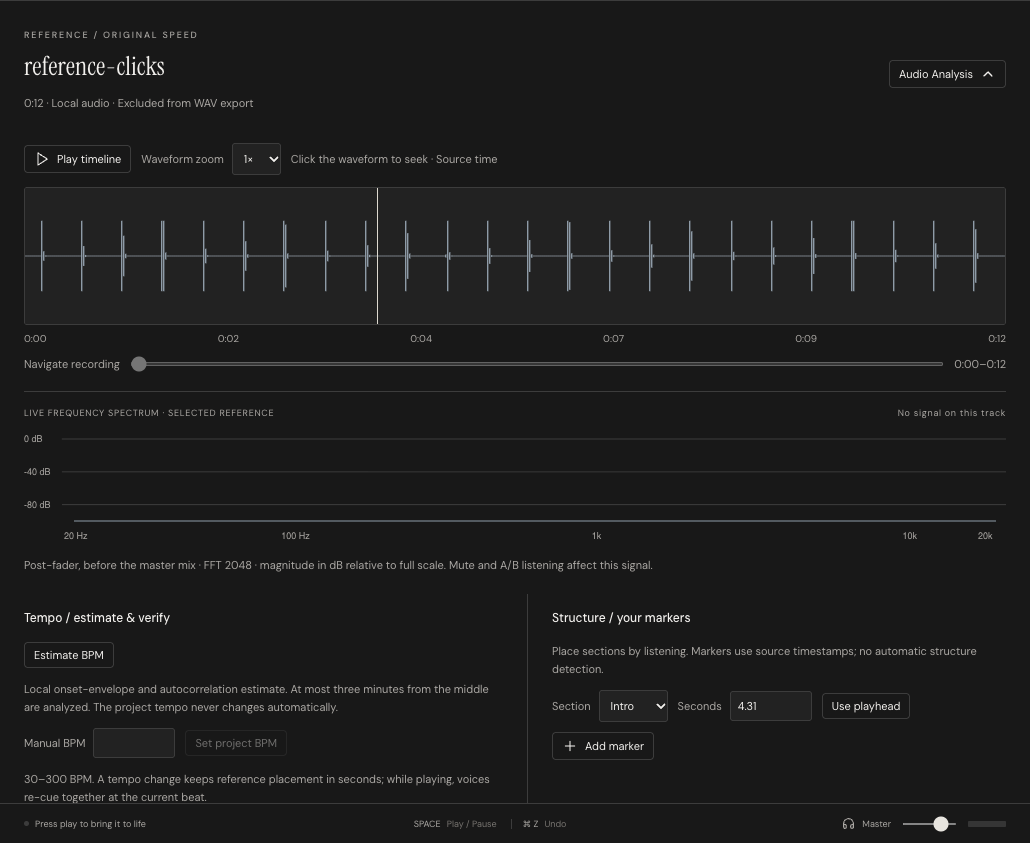 REFERENCE / ORIGINAL SPEED
reference-clicks
0:12 · Local audio · Excluded from WAV export
Audio Analysis
Play timeline
Waveform zoom
1×
Click the waveform to seek · Source time
0:00
0:02
0:04
0:07
0:09
0:12
Navigate recording
0:00–0:12
LIVE FREQUENCY SPECTRUM · SELECTED REFERENCE
No signal on this track
0 dB
-40 dB
-80 dB
20 Hz
100 Hz
1k
10k
20k
Post-fader, before the master mix · FFT 2048 · magnitude in dB relative to full scale. Mute and A/B listening affect this signal.
Tempo / estimate & verify
Estimate BPM
Local onset-envelope and autocorrelation estimate. At most three minutes from the middle
are analyzed. The project tempo never changes automatically.
Manual BPM
Set project BPM
30–300 BPM. A tempo change keeps reference placement in seconds; while playing, voices
re-cue together at the current beat.
Structure / your markers
Place sections by listening. Markers use source timestamps; no automatic structure
detection.
Section
Intro
Seconds
4.31
Use playhead
Add marker
Press play to bring it to life
SPACE Play / Pause
⌘ Z Undo
Master